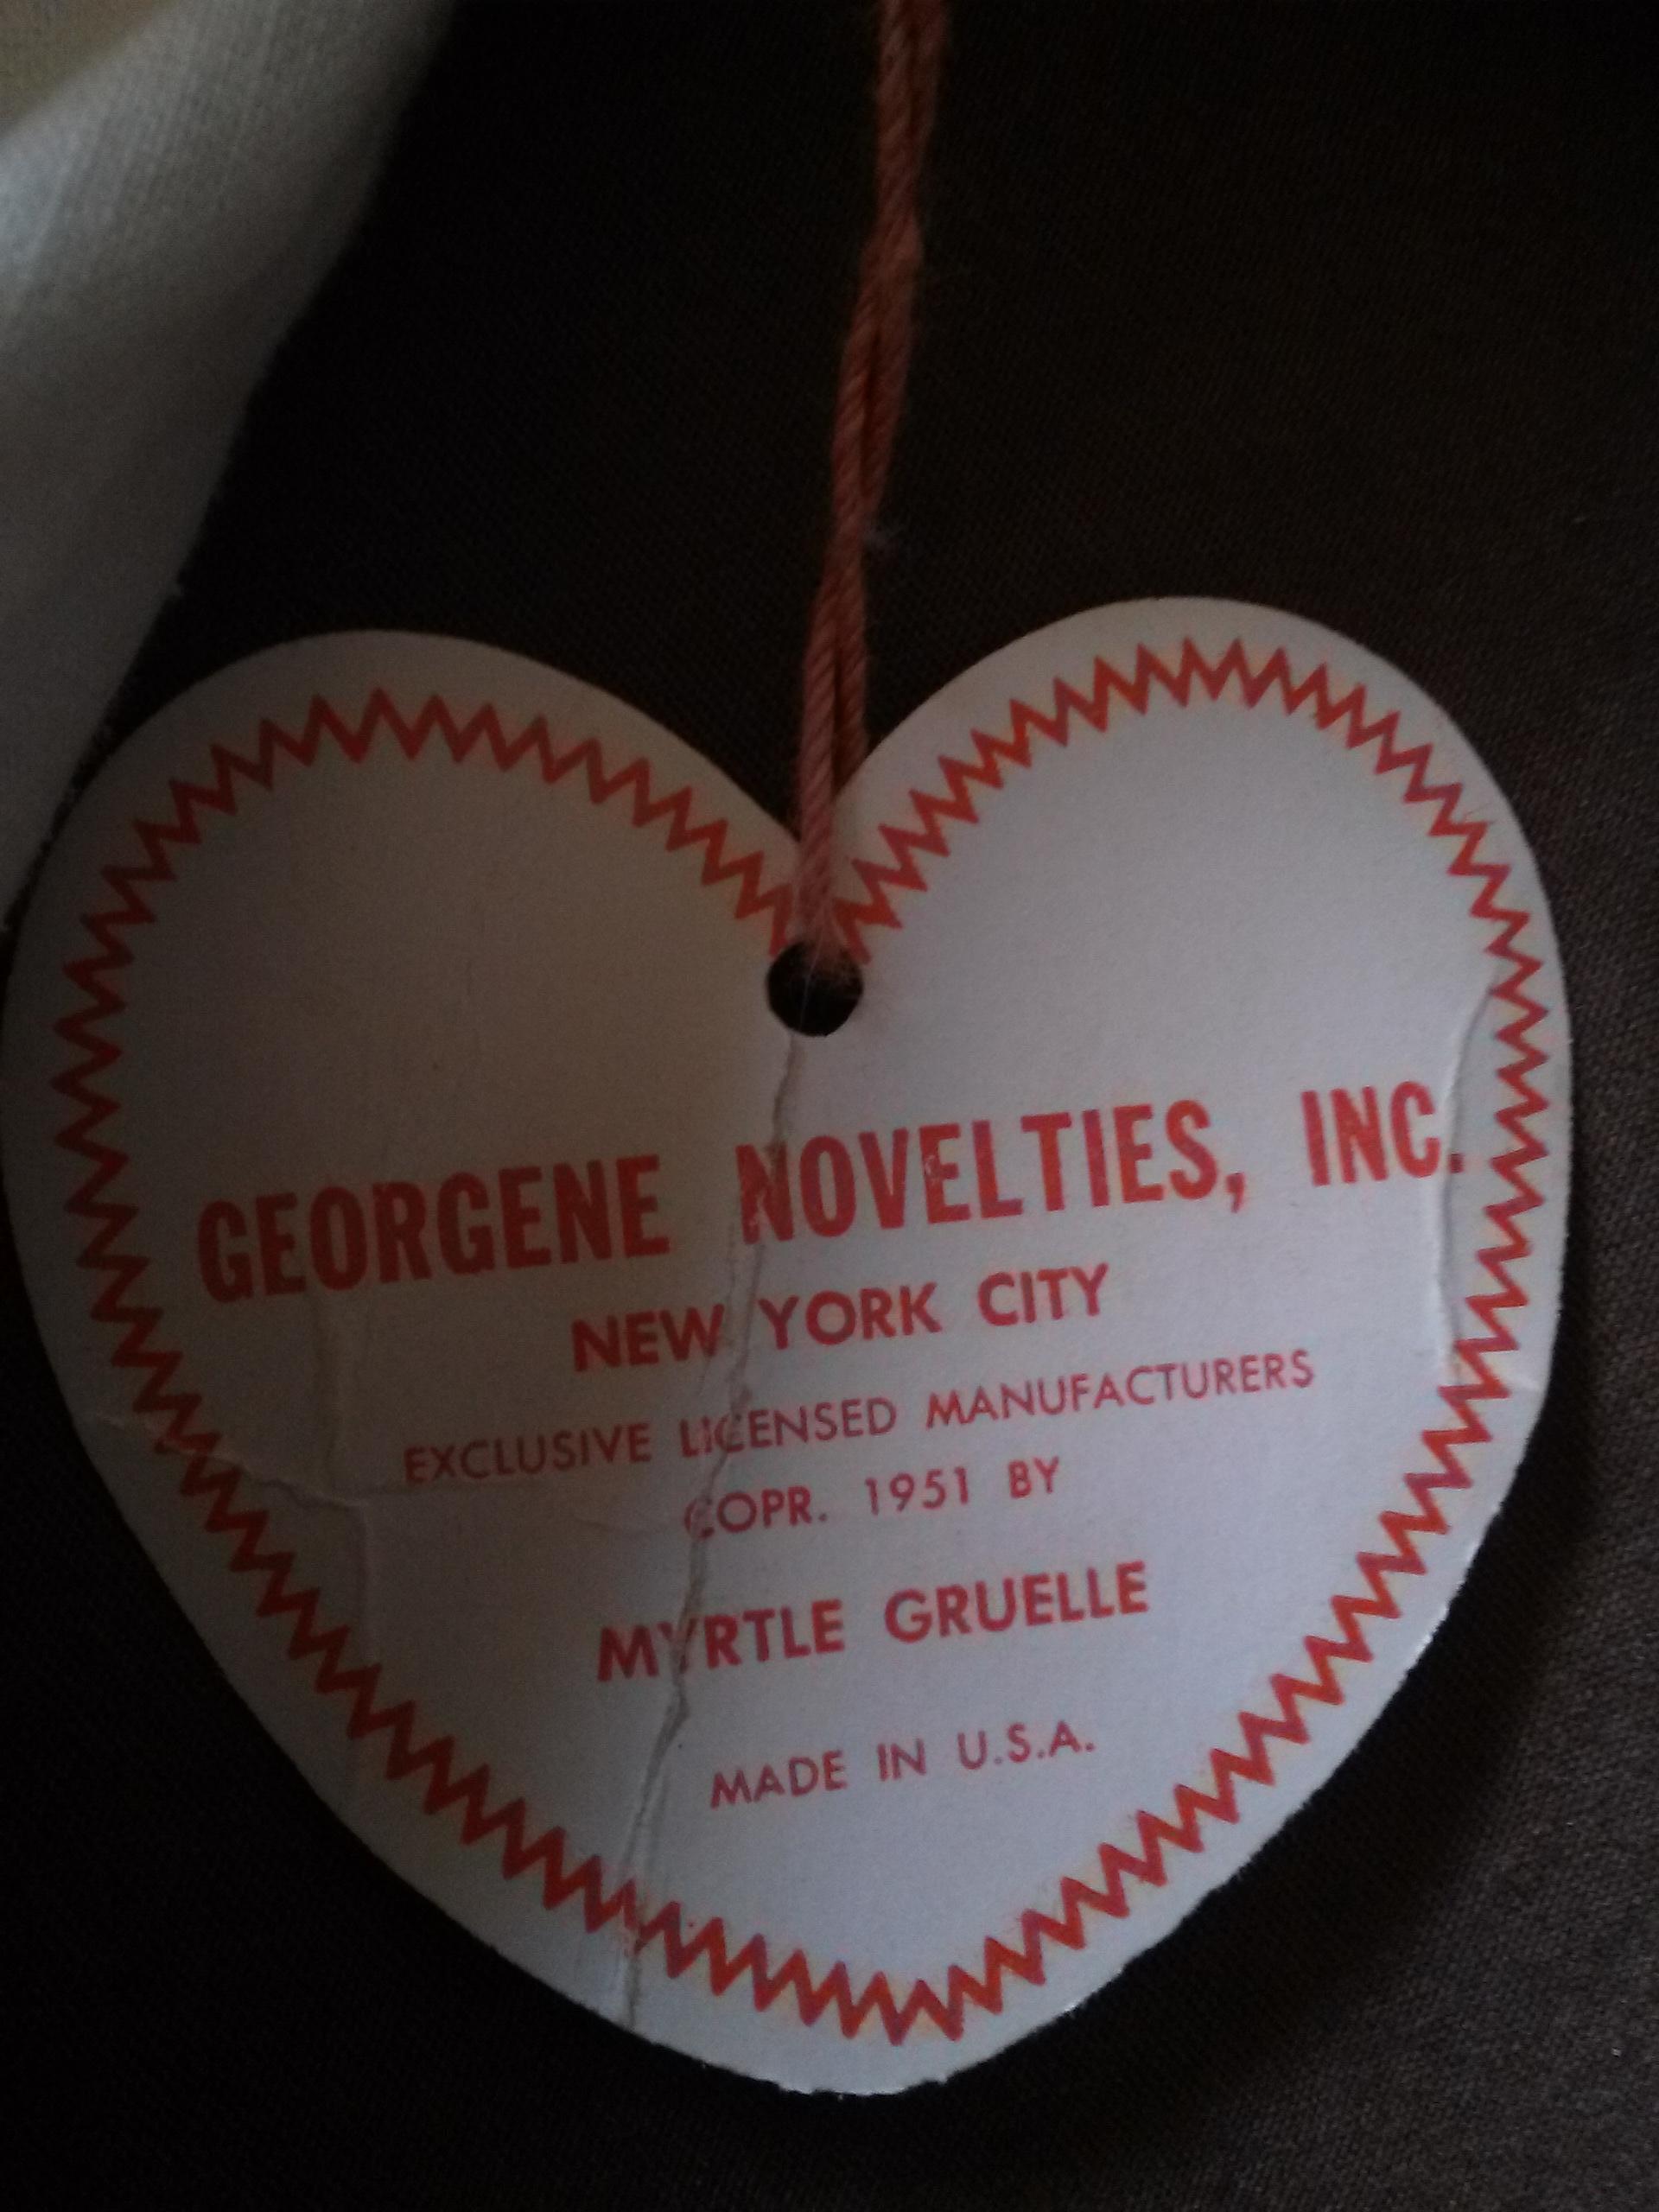 GEORGENE NOVELTIES, INC.
NEW YORK CITY
EXCLUSIVE LICENSED MANUFACTURERS
COPR. 1951 BY
MYRTLE GRUELLE
MADE IN U.S.A.